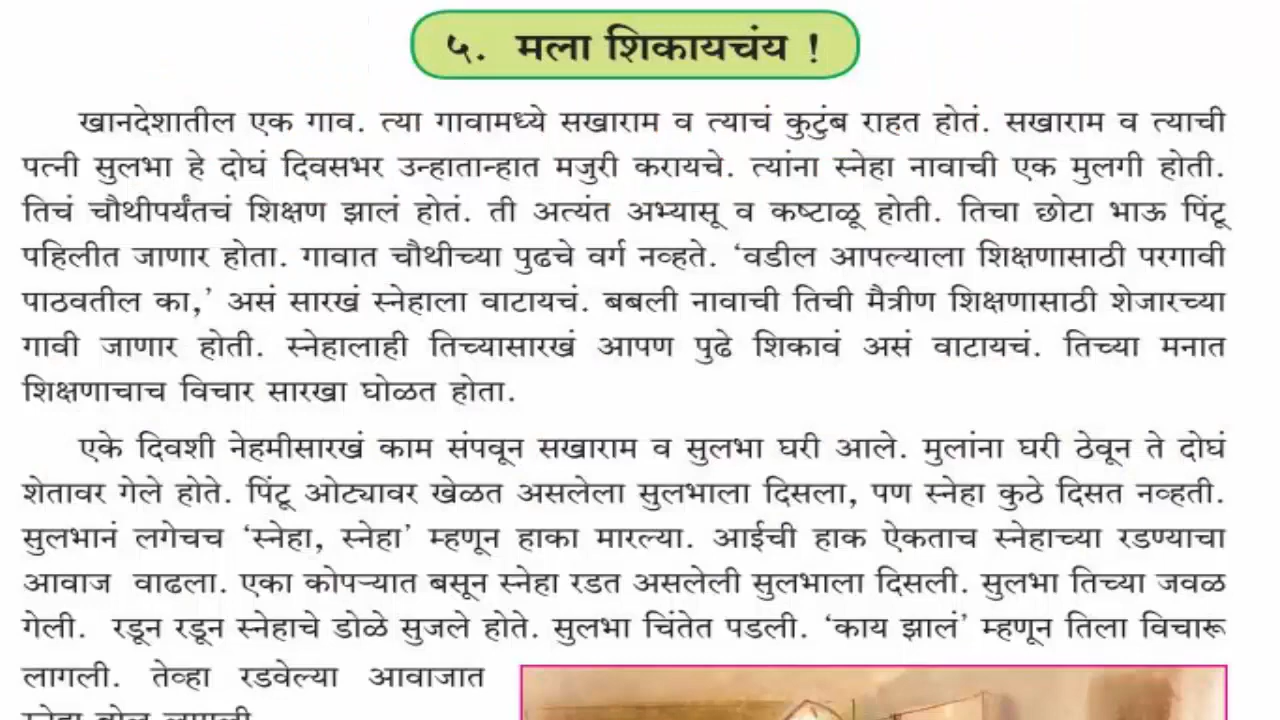 ५. मला शिकायचंय !
खानदेशातील एक गाव. त्या गावामध्ये सखाराम व त्याचं कुटुंब राहत होतं. सखाराम व त्याची
पत्नी सुलभा हे दोघं दिवसभर उन्हातान्हात मजुरी करायचे. त्यांना स्नेहा नावाची एक मुलगी होती.
तिचं चौथीपर्यंतचं शिक्षण झालं होतं. ती अत्यंत अभ्यासू व कष्टाळू होती. तिचा छोटा भाऊ पिंटू
पहिलीत जाणार होता. गावात चौथीच्या पुढचे वर्ग नव्हते. ‘वडील आपल्याला शिक्षणासाठी परगावी
पाठवतील का,’ असं सारखं स्नेहाला वाटायचं. बबली नावाची तिची मैत्रीण शिक्षणासाठी शेजारच्या
गावी जाणार होती. स्नेहालाही तिच्यासारखं आपण पुढे शिकावं असं वाटायचं. तिच्या मनात
शिक्षणाचाच विचार सारखा घोळत होता.
एके दिवशी नेहमीसारखं काम संपवून सखाराम व सुलभा घरी आले. मुलांना घरी ठेवून ते दोघं
शेतावर गेले होते. पिंटू ओट्यावर खेळत असलेला सुलभाला दिसला, पण स्नेहा कुठे दिसत नव्हती.
सुलभानं लगेचच ‘स्नेहा, स्नेहा’ म्हणून हाका मारल्या. आईची हाक ऐकताच स्नेहाच्या रडण्याचा
आवाज वाढला. एका कोपऱ्यात बसून स्नेहा रडत असलेली सुलभाला दिसली. सुलभा तिच्या जवळ
गेली. रडून रडून स्नेहाचे डोळे सुजले होते. सुलभा चिंतेत पडली. ‘काय झालं’ म्हणून तिला विचारू
लागली. तेव्हा रडवेल्या आवाजात
स्नेहा बोलू लागली